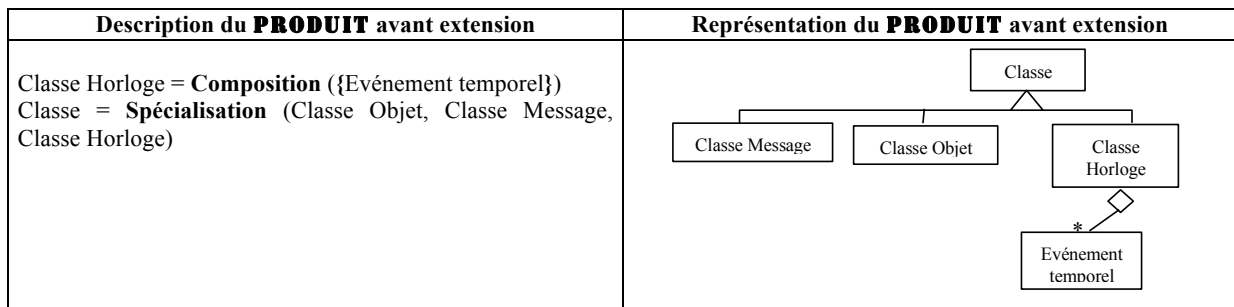 Description du PRODUIT avant extension
Représentation du PRODUIT avant extension
Classe Horloge = Composition ({Evénement temporel})
Classe = Spécialisation (Classe Objet, Classe Message,
Classe Horloge)
Classe
Classe Message
Classe Objet
Classe
Horloge
*
Evénement
temporel